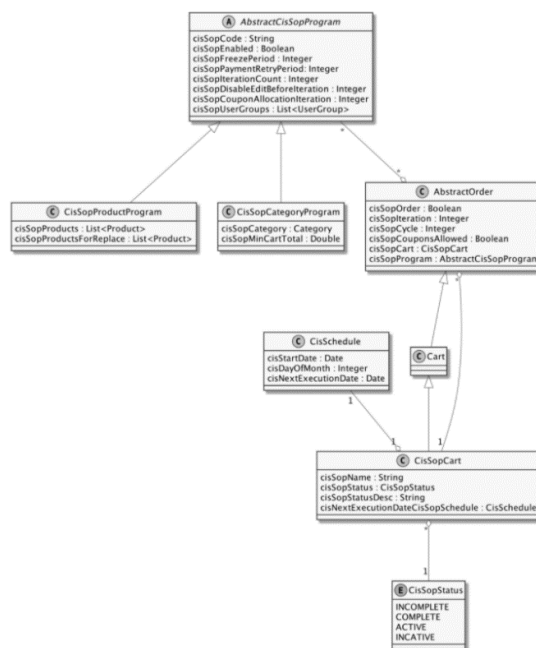 A AbstractCisSopProgram
cisSopCode : String
cisSopEnabled : Boolean
cisSopFreezePeriod : Integer
cisSopPaymentRetryPeriod: Integer
cisSopIterationCount : Integer
cisSopDisableEditBeforeIteration : Integer
cisSopCouponAllocationIteration : Integer
cisSopUserGroups : List<UserGroup>
*
*
C CisSopProductProgram
cisSopProducts : List<Product>
cisSopProductsForReplace : List<Product>
C CisSopCategoryProgram
cisSopCategory : Category
cisSopMinCartTotal : Double
C AbstractOrder
cisSopOrder : Boolean
cisSopIteration : Integer
cisSopCycle : Integer
cisSopCouponsAllowed : Boolean
cisSopCart : CisSopCart
cisSopProgram : AbstractCisSopProgram
*
C CisSchedule
cisStartDate : Date
cisDayOfMonth : Integer
cisNextExecutionDate : Date
C Cart
1
1
1
C CisSopCart
cisSopName : String
cisSopStatus : CisSopStatus
cisSopStatusDesc : String
cisNextExecutionDateCisSopSchedule : CisSchedule
*
1
E CisSopStatus
INCOMPLETE
COMPLETE
ACTIVE
INCATIVE